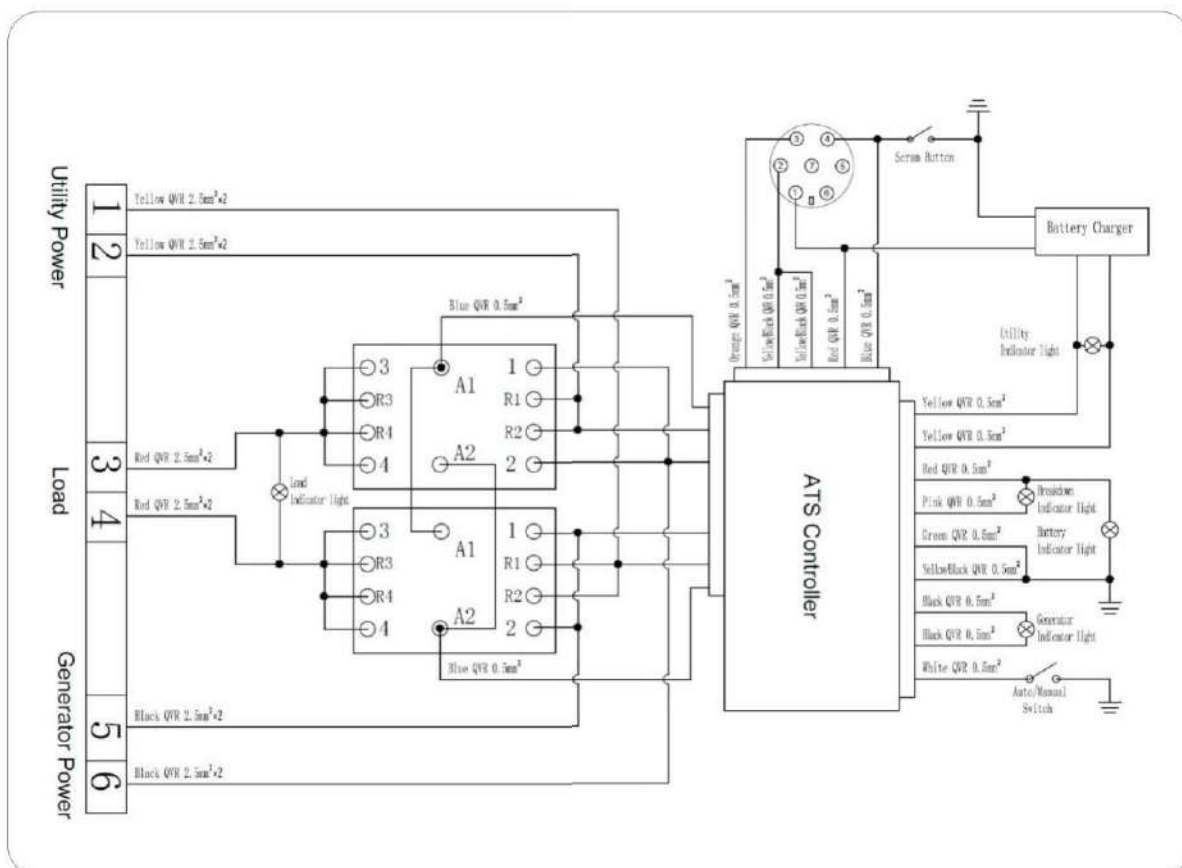 Utility Power
1
Yellow QVR 2.5mm²*2
2
Yellow QVR 2.5mm²*2
Load
3
Red QVR 2.5mm²*2
4
Red QVR 2.5mm²*2
Generator Power
5
Black QVR 2.5mm²*2
6
Black QVR 2.5mm²*2
Load
Indicator light
Blue QVR 0.5mm²
3
R3
R4
4
A1
A2
1
R1
R2
2
3
R3
R4
4
A1
A2
1
R1
R2
2
Blue QVR 0.5mm²
3
4
2
7
5
1
6
Scram Button
Battery Charger
Orange QVR 0.5mm²
Yellow/Black QVR 0.5mm²
Yellow/Black QVR 0.5mm²
Red QVR 0.5mm²
Blue QVR 0.5mm²
ATS Controller
Utility
Indicator light
Yellow QVR 0.5mm²
Yellow QVR 0.5mm²
Red QVR 0.5mm²
Pink QVR 0.5mm²
Breakdown
Indicator light
Green QVR 0.5mm²
Battery
Indicator light
Yellow/Black QVR 0.5mm²
Black QVR 0.5mm²
Black QVR 0.5mm²
Generator
Indicator light
White QVR 0.5mm²
Auto/Manual
Switch